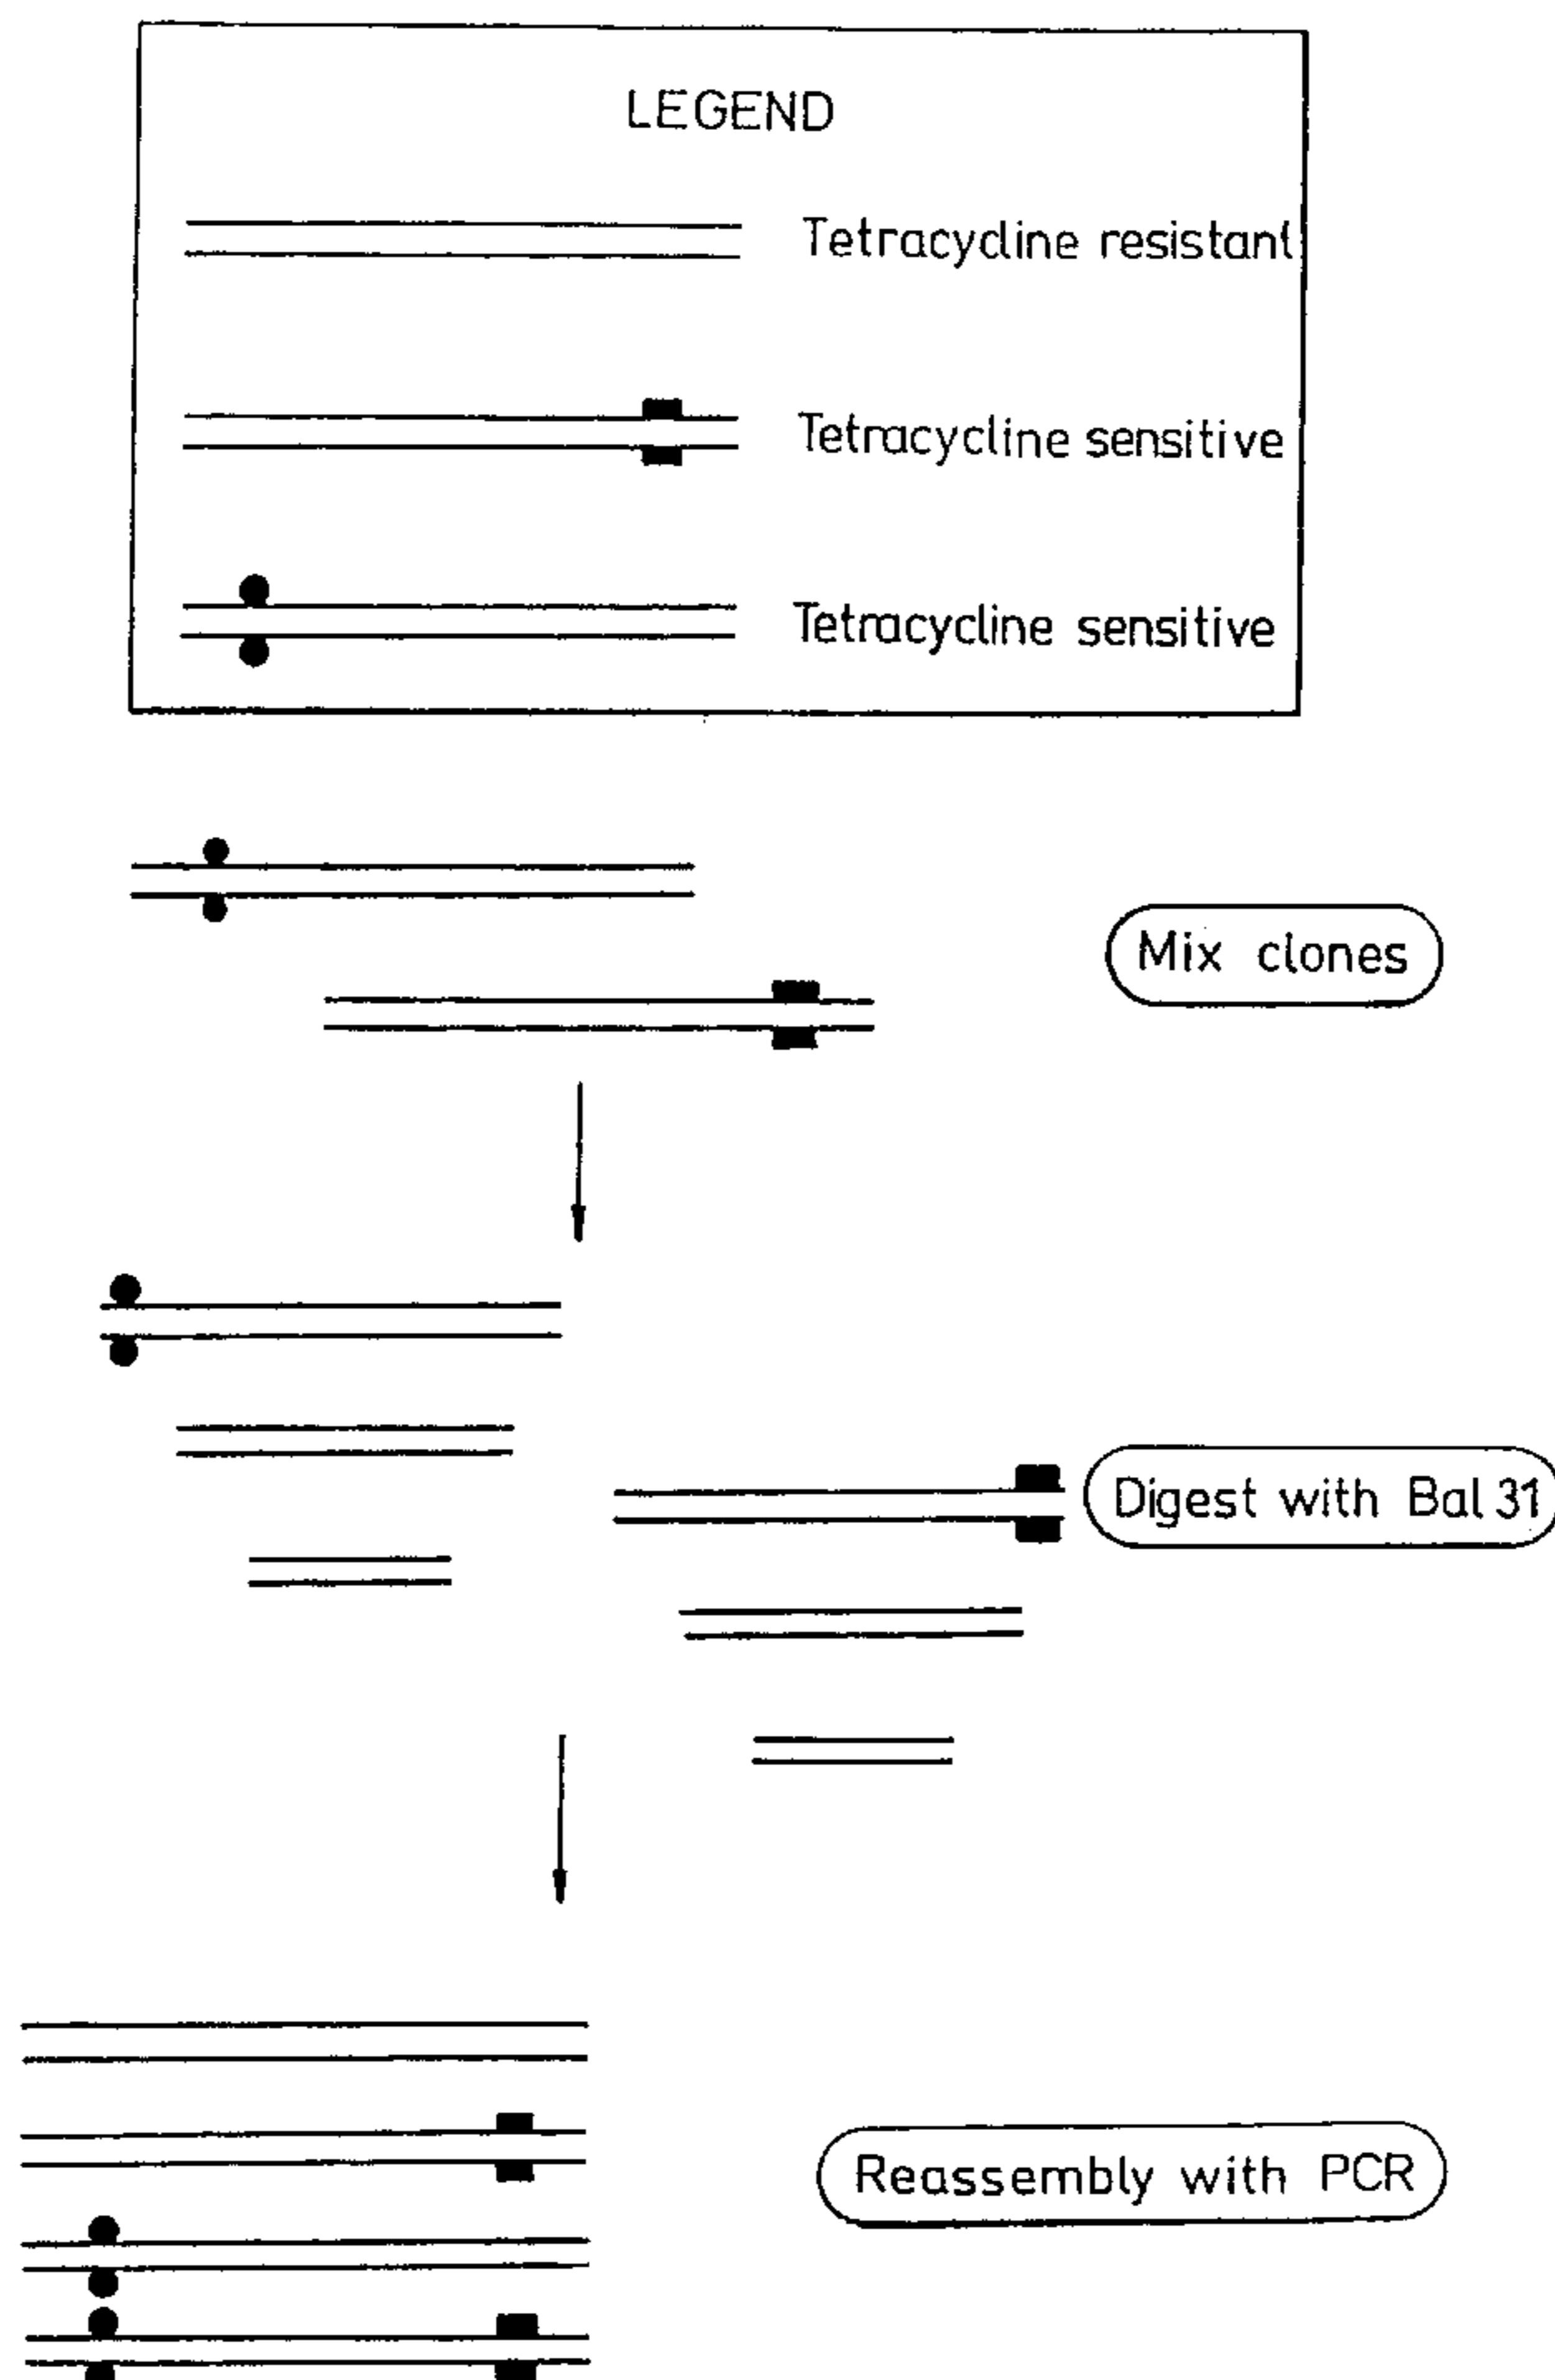 LEGEND
Tetracycline resistant
Tetracycline sensitive
Tetracycline sensitive
Mix clones
Digest with Bal 31
Reassembly with PCR